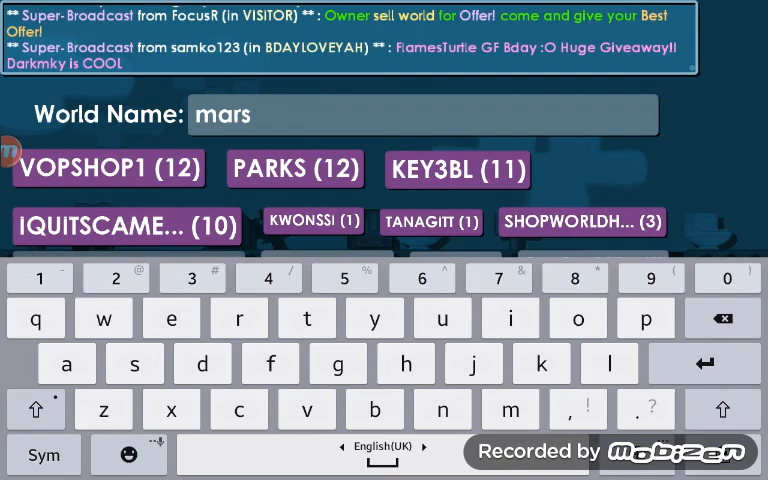 ** Super-Broadcast from FocusR (in VISITOR) ** : Owner sell world for Offer! come and give your Best
Offer!
** Super-Broadcast from samko123 (in BDAYLOVEYAH) ** : FlamesTurtle GF Bday :O Huge Giveaway!!
Darkmky is COOL
World Name: mars
VOPSHOP1 (12) PARKS (12) KEY3BL (11)
iQUITSCAME... (10) KWONSSI (1) TANAGITT (1) SHOPWORLDH... (3)
1 - 2 @ 3 # 4 / 5 % 6 ^ 7 & 8 * 9 ( 0 )
q w e r t y u i o p
a s d f g h j k l
z x c v b n m , ! . ?
Sym English(UK) Recorded by mobizen